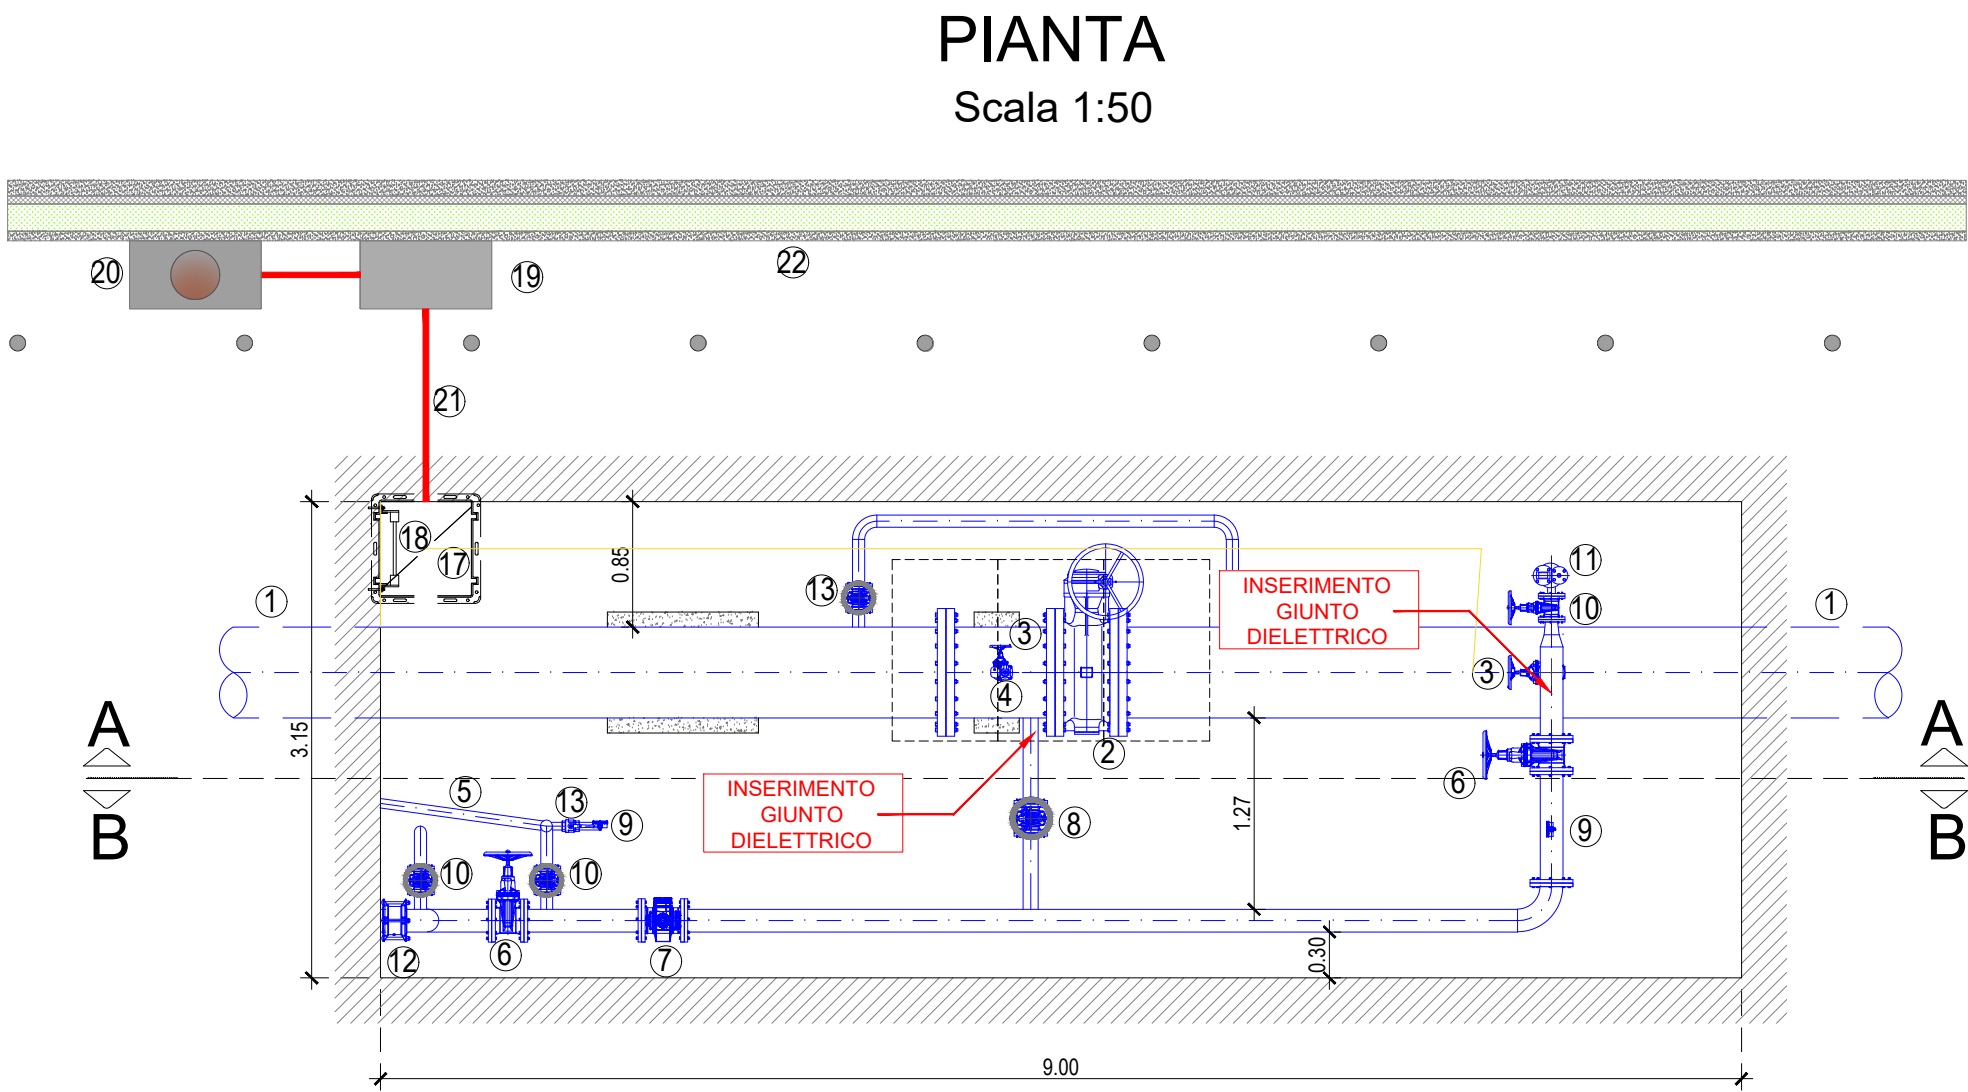 PIANTA
Scala 1:50
20
19
22
21
18
17
0.85
13
11
INSERIMENTO
GIUNTO
DIELETTRICO
10
1
1
3
3
4
3.15
A
A
2
6
INSERIMENTO
GIUNTO
DIELETTRICO
5
13
9
8
1.27
9
B
B
10
10
12
6
7
0.30
9.00